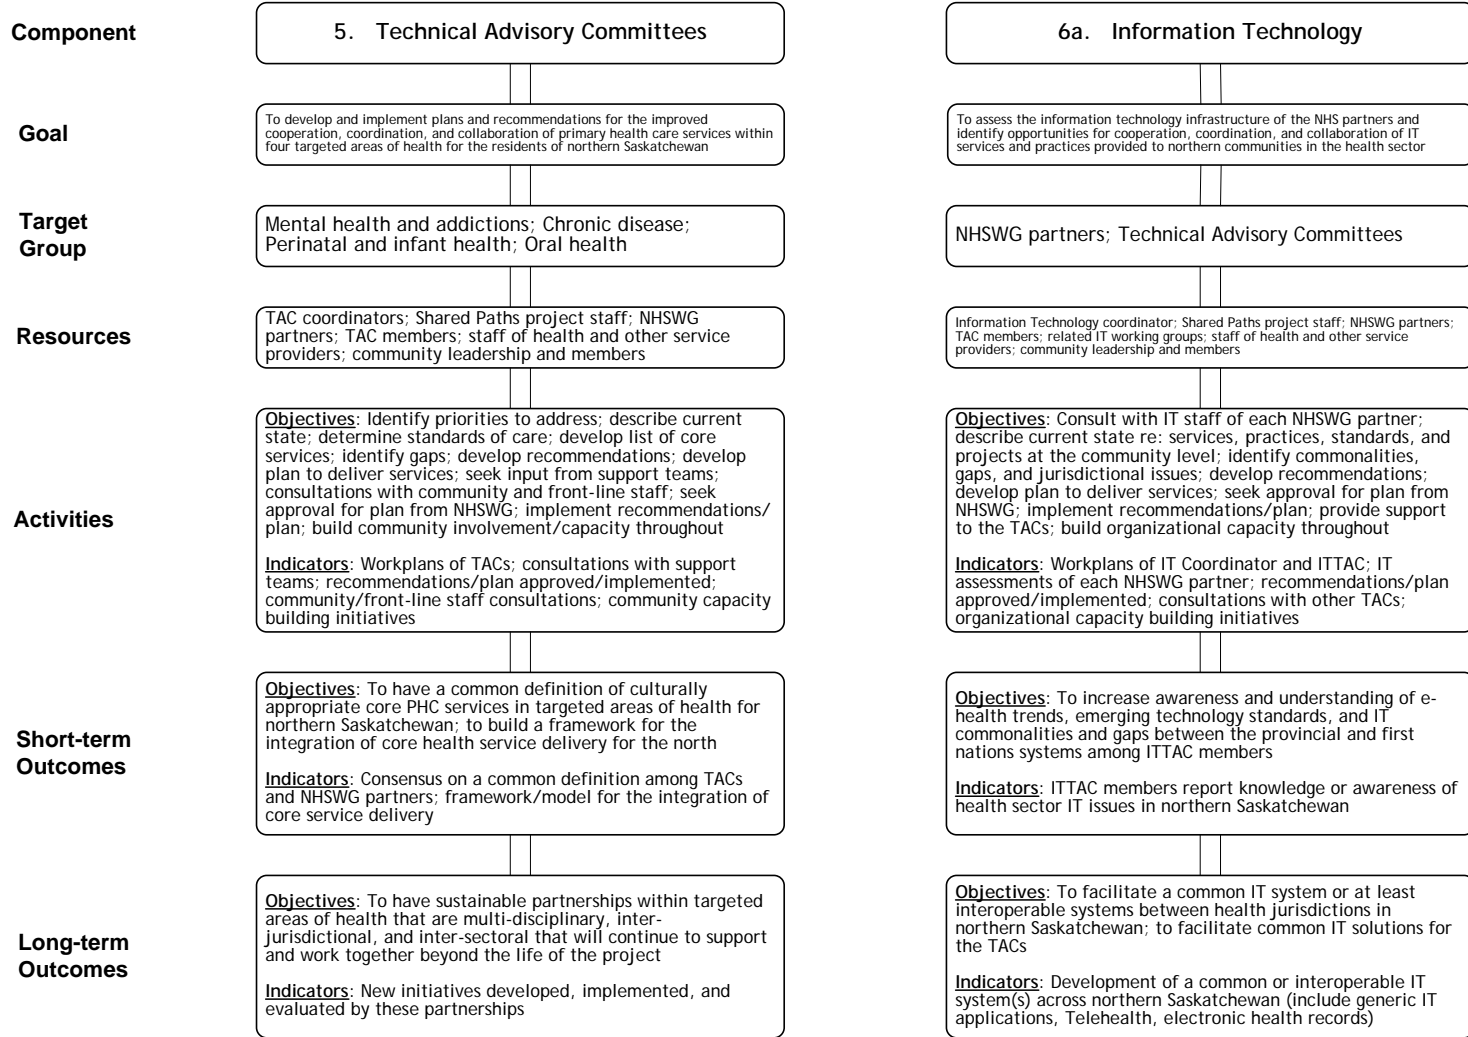 Component
5. Technical Advisory Committees
6a. Information Technology
Goal
To develop and implement plans and recommendations for the improved
cooperation, coordination, and collaboration of primary health care services within
four targeted areas of health for the residents of northern Saskatchewan
To assess the information technology infrastructure of the NHS partners and
identify opportunities for cooperation, coordination, and collaboration of IT
services and practices provided to northern communities in the health sector
Target
Group
Mental health and addictions; Chronic disease;
Perinatal and infant health; Oral health
NHSWG partners; Technical Advisory Committees
Resources
TAC coordinators; Shared Paths project staff; NHSWG
partners; TAC members; staff of health and other service
providers; community leadership and members
Information Technology coordinator; Shared Paths project staff; NHSWG partners;
TAC members; related IT working groups; staff of health and other service
providers; community leadership and members
Activities
Objectives: Identify priorities to address; describe current
state; determine standards of care; develop list of core
services; identify gaps; develop recommendations; develop
plan to deliver services; seek input from support teams;
consultations with community and front-line staff; seek
approval for plan from NHSWG; implement recommendations/
plan; build community involvement/capacity throughout
Indicators: Workplans of TACs; consultations with support
teams; recommendations/plan approved/implemented;
community/front-line staff consultations; community capacity
building initiatives
Objectives: Consult with IT staff of each NHSWG partner;
describe current state re: services, practices, standards, and
projects at the community level; identify commonalities,
gaps, and jurisdictional issues; develop recommendations;
develop plan to deliver services; seek approval for plan from
NHSWG; implement recommendations/plan; provide support
to the TACs; build organizational capacity throughout
Indicators: Workplans of IT Coordinator and ITTAC; IT
assessments of each NHSWG partner; recommendations/plan
approved/implemented; consultations with other TACs;
organizational capacity building initiatives
Short-term
Outcomes
Objectives: To have a common definition of culturally
appropriate core PHC services in targeted areas of health for
northern Saskatchewan; to build a framework for the
integration of core health service delivery for the north
Indicators: Consensus on a common definition among TACs
and NHSWG partners; framework/model for the integration of
core service delivery
Objectives: To increase awareness and understanding of e-
health trends, emerging technology standards, and IT
commonalities and gaps between the provincial and first
nations systems among ITTAC members
Indicators: ITTAC members report knowledge or awareness of
health sector IT issues in northern Saskatchewan
Long-term
Outcomes
Objectives: To have sustainable partnerships within targeted
areas of health that are multi-disciplinary, inter-
jurisdictional, and inter-sectoral that will continue to support
and work together beyond the life of the project
Indicators: New initiatives developed, implemented, and
evaluated by these partnerships
Objectives: To facilitate a common IT system or at least
interoperable systems between health jurisdictions in
northern Saskatchewan; to facilitate common IT solutions for
the TACs
Indicators: Development of a common or interoperable IT
system(s) across northern Saskatchewan (include generic IT
applications, Telehealth, electronic health records)